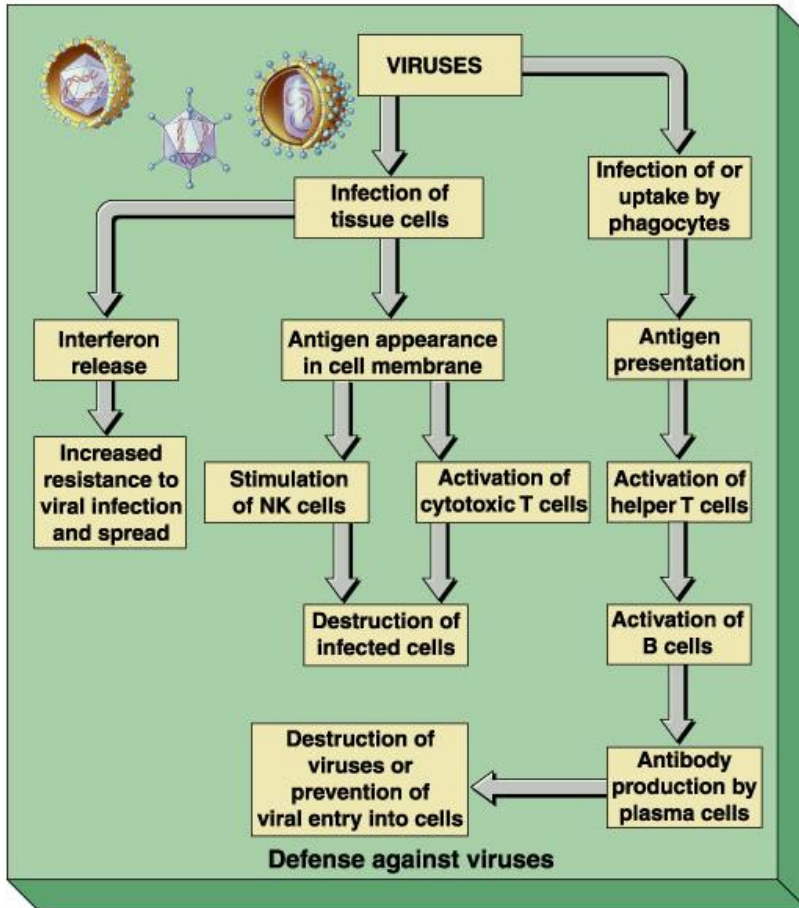 VIRUSES
Infection of
tissue cells
Infection of or
uptake by
phagocytes
Interferon
release
Antigen appearance
in cell membrane
Antigen
presentation
Increased
resistance to
viral infection
and spread
Stimulation
of NK cells
Activation of
cytotoxic T cells
Activation of
helper T cells
Destruction of
infected cells
Activation of
B cells
Destruction of
viruses or
prevention of
viral entry into cells
Antibody
production by
plasma cells
Defense against viruses